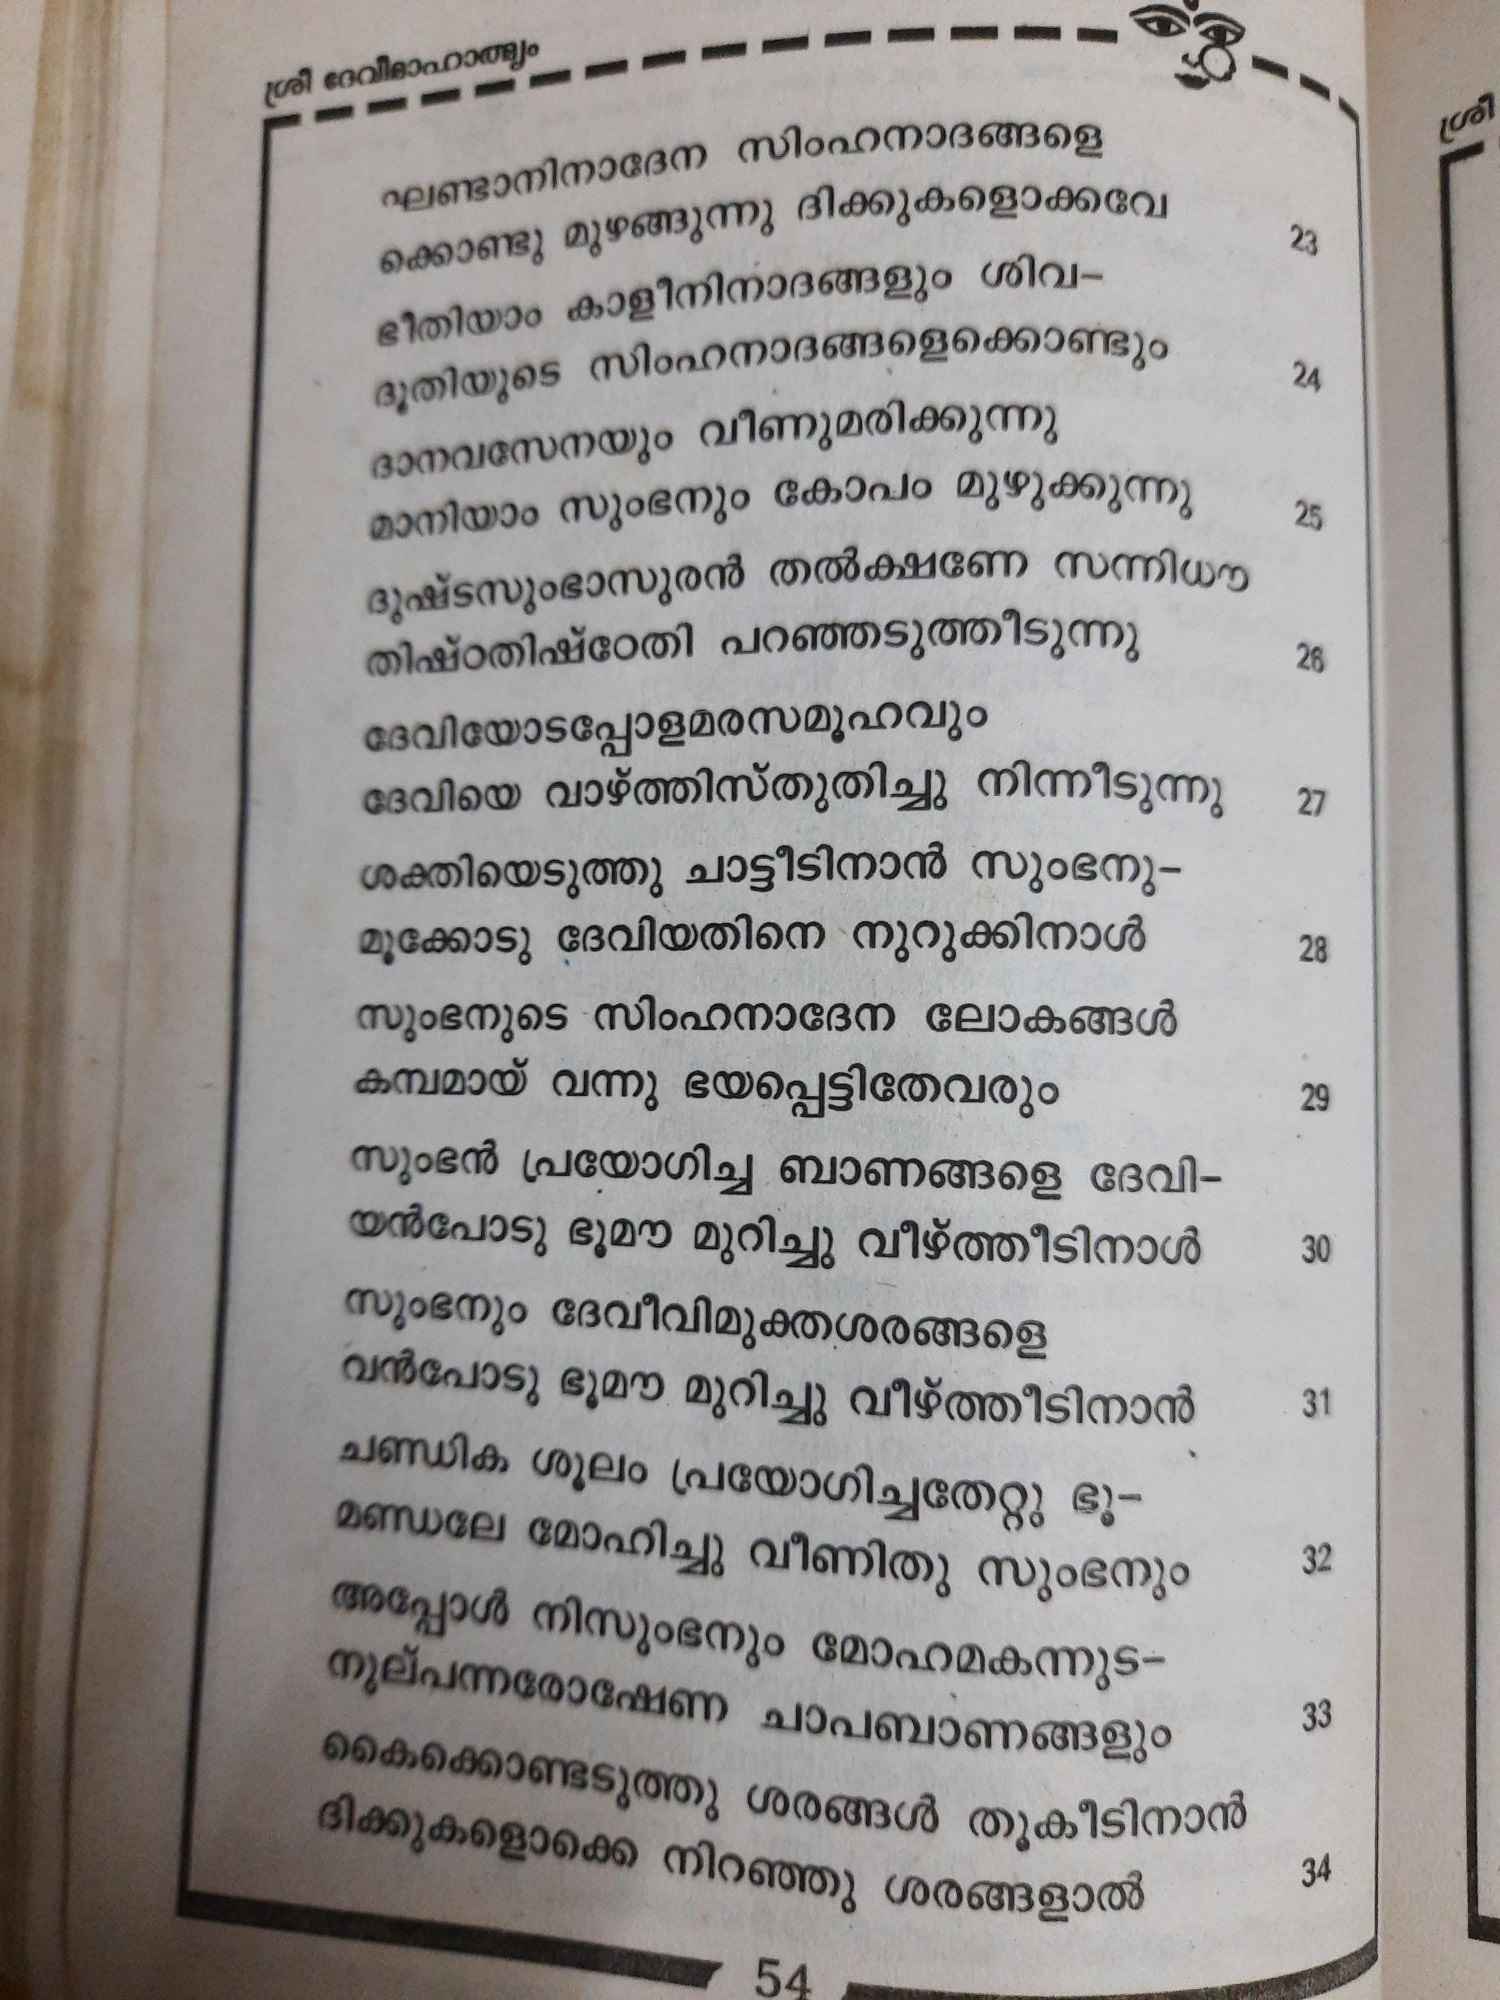 ശ്രീ ദേവീമാഹാത്മ്യം
ഘണ്ടാനിനാദേന സിംഹനാദങ്ങളെ
ക്കൊണ്ടു മുഴങ്ങുന്നു ദിക്കുകളൊക്കവേ 23
ഭീതിയാം കാളീനിനാദങ്ങളും ശിവ-
ദൂതിയുടെ സിംഹനാദങ്ങളെക്കൊണ്ടും 24
ദാനവസേനയും വീണുമരിക്കുന്നു
മാനിയാം സുംഭനും കോപം മുഴുക്കുന്നു 25
ദുഷ്ടസുംഭാസുരൻ തൽക്ഷണേ സന്നിധൗ
തിഷ്ഠതിഷ്ഠേതി പറഞ്ഞടുത്തീടുന്നു 26
ദേവിയോടപ്പോളമരസമൂഹവും
ദേവിയെ വാഴ്ത്തിസ്തുതിച്ചു നിന്നീടുന്നു 27
ശക്തിയെടുത്തു ചാട്ടീടിനാൻ സുംഭനു-
മൂക്കോടു ദേവിയതിനെ നുറുക്കിനാൾ 28
സുംഭനുടെ സിംഹനാദേന ലോകങ്ങൾ
കമ്പമായ് വന്നു ഭയപ്പെട്ടിതേവരും 29
സുംഭൻ പ്രയോഗിച്ച ബാണങ്ങളെ ദേവി-
യൻപോടു ഭൂമൗ മുറിച്ചു വീഴ്ത്തീടിനാൾ 30
സുംഭനും ദേവീവിമുക്തശരങ്ങളെ
വൻപോടു ഭൂമൗ മുറിച്ചു വീഴ്ത്തീടിനാൻ 31
ചണ്ഡിക ശൂലം പ്രയോഗിച്ചതേറ്റു ഭൂ-
മണ്ഡലേ മോഹിച്ചു വീണിതു സുംഭനും 32
അപ്പോൾ നിസുംഭനും മോഹമകന്നുട-
നുല്പന്നരോഷേണ ചാപബാണങ്ങളും 33
കൈക്കൊണ്ടടുത്തു ശരങ്ങൾ തൂകീടിനാൻ
ദിക്കുകളൊക്കെ നിറഞ്ഞു ശരങ്ങളാൽ 34
54
ശ്രീ